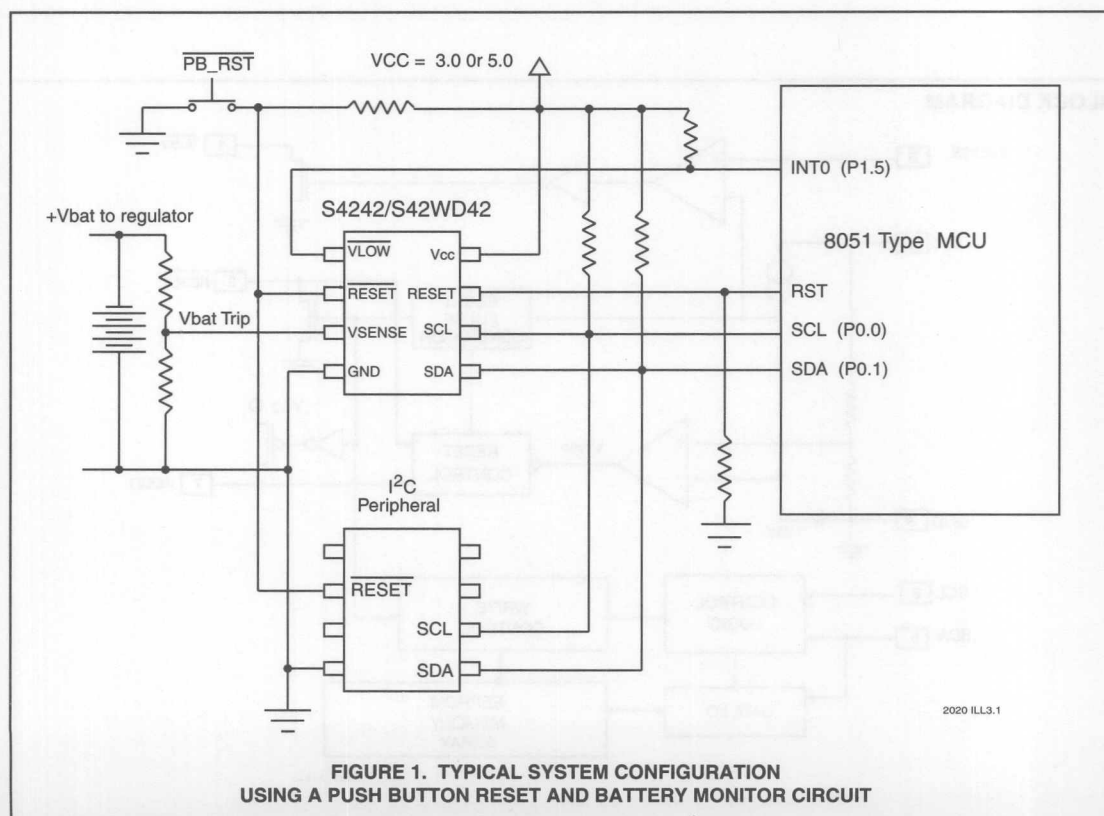 PB_RST
VCC = 3.0 0r 5.0
INT0 (P1.5)
S4242/S42WD42
+Vbat to regulator
8051 Type MCU
VLOW
Vcc
RESET
RESET
RST
Vbat Trip
VSENSE
SCL
SCL (P0.0)
GND
SDA
SDA (P0.1)
I²C
Peripheral
RESET
SCL
SDA
2020 ILL3.1
FIGURE 1. TYPICAL SYSTEM CONFIGURATION
USING A PUSH BUTTON RESET AND BATTERY MONITOR CIRCUIT